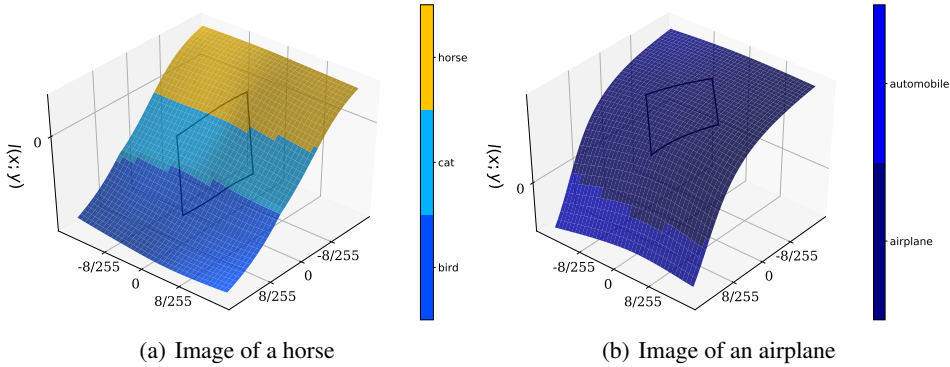 horse
cat
bird
0
l(x; y)
-8/255
0
8/255
8/255
0
-8/255
(a) Image of a horse
automobile
airplane
0
l(x; y)
-8/255
0
8/255
8/255
0
-8/255
(b) Image of an airplane